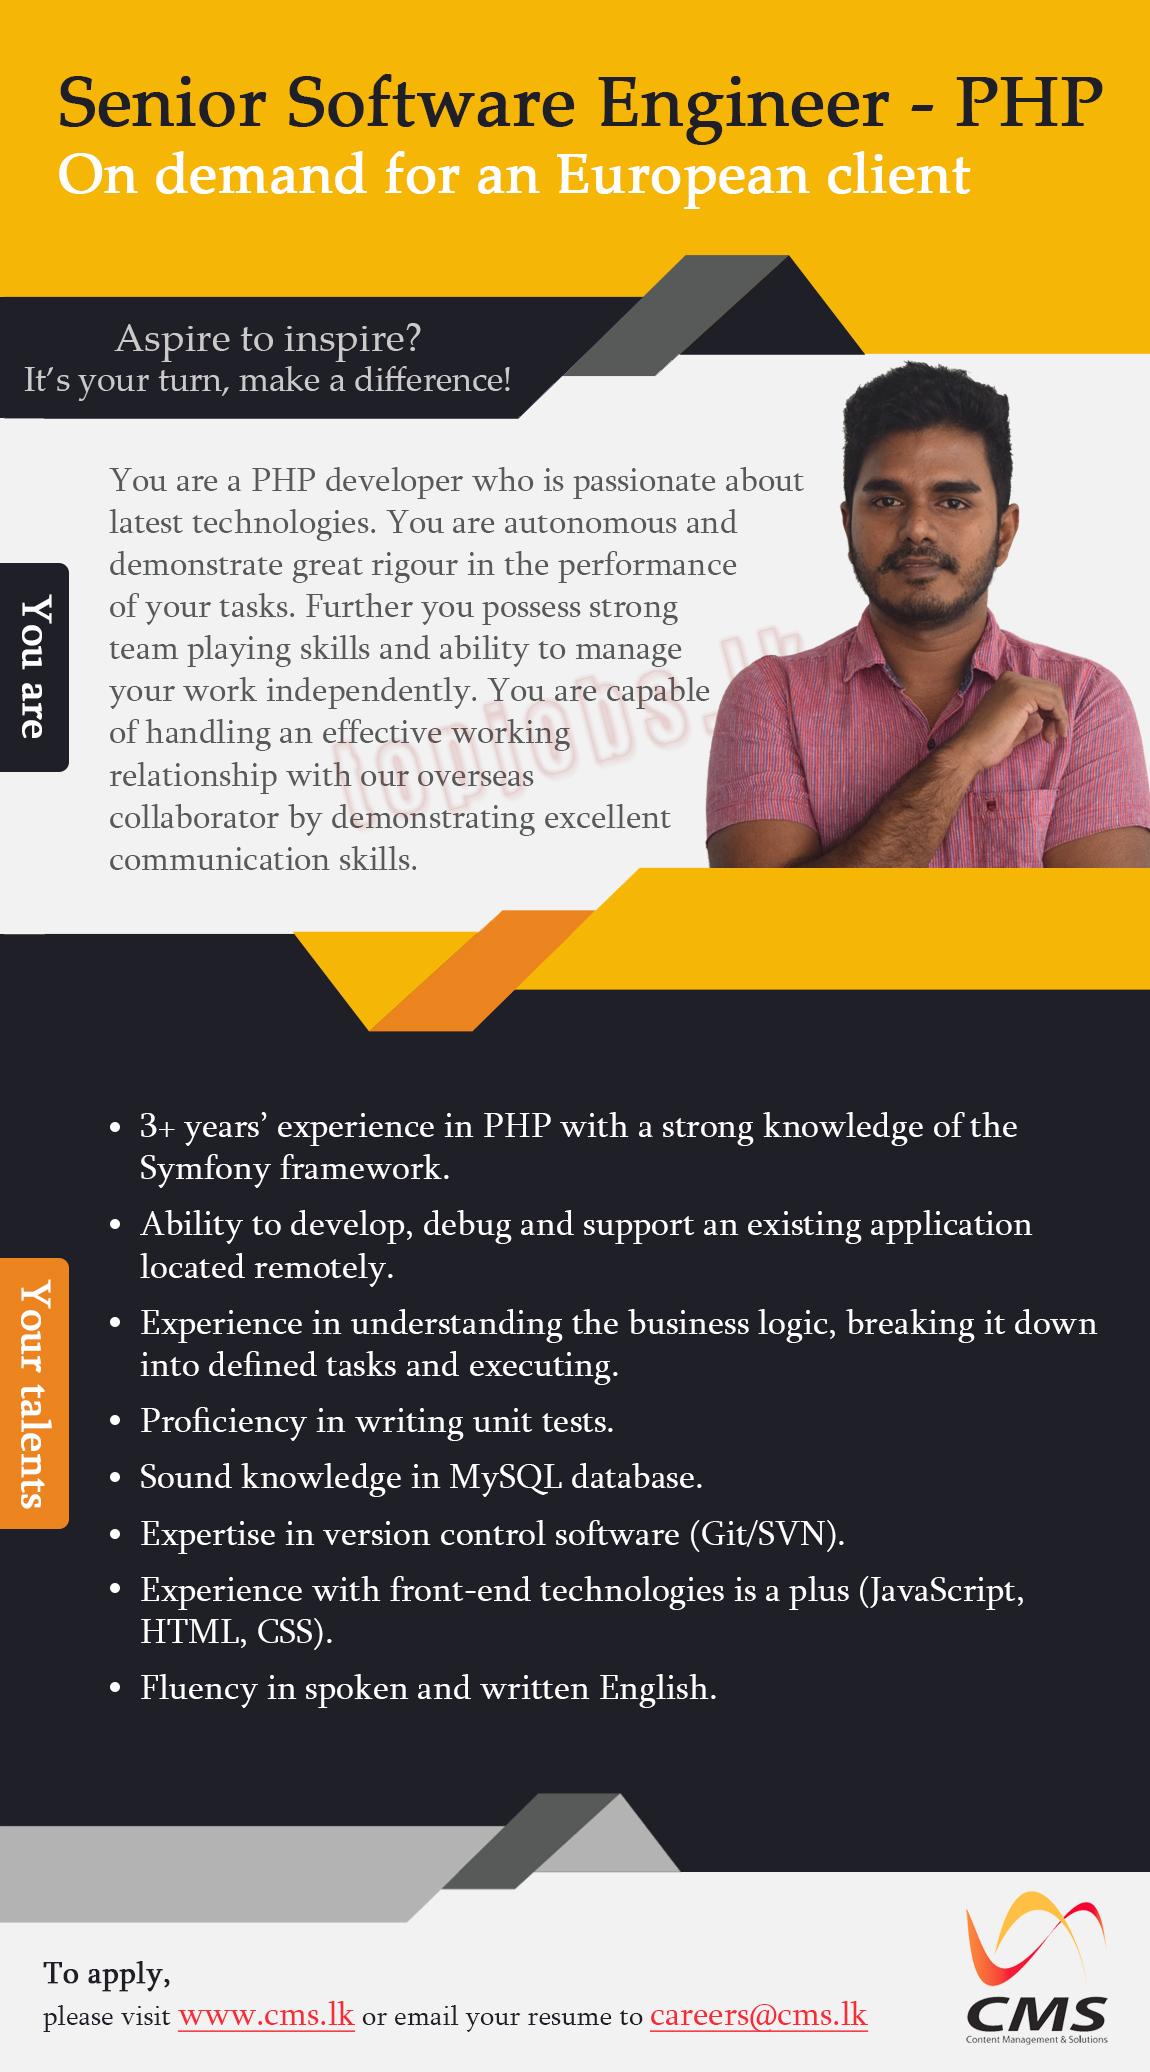 Senior Software Engineer - PHP
On demand for an European client
Aspire to inspire?
It's your turn, make a difference!
You are
You are a PHP developer who is passionate about
latest technologies. You are autonomous and
demonstrate great rigour in the performance
of your tasks. Further you possess strong
team playing skills and ability to manage
your work independently. You are capable
of handling an effective working
relationship with our overseas
collaborator by demonstrating excellent
communication skills.
topjobs.lk
Your talents
• 3+ years’ experience in PHP with a strong knowledge of the
Symfony framework.
• Ability to develop, debug and support an existing application
located remotely.
• Experience in understanding the business logic, breaking it down
into defined tasks and executing.
• Proficiency in writing unit tests.
• Sound knowledge in MySQL database.
• Expertise in version control software (Git/SVN).
• Experience with front-end technologies is a plus (JavaScript,
HTML, CSS).
• Fluency in spoken and written English.
To apply,
please visit www.cms.lk or email your resume to careers@cms.lk
CMS
Content Management & Solutions